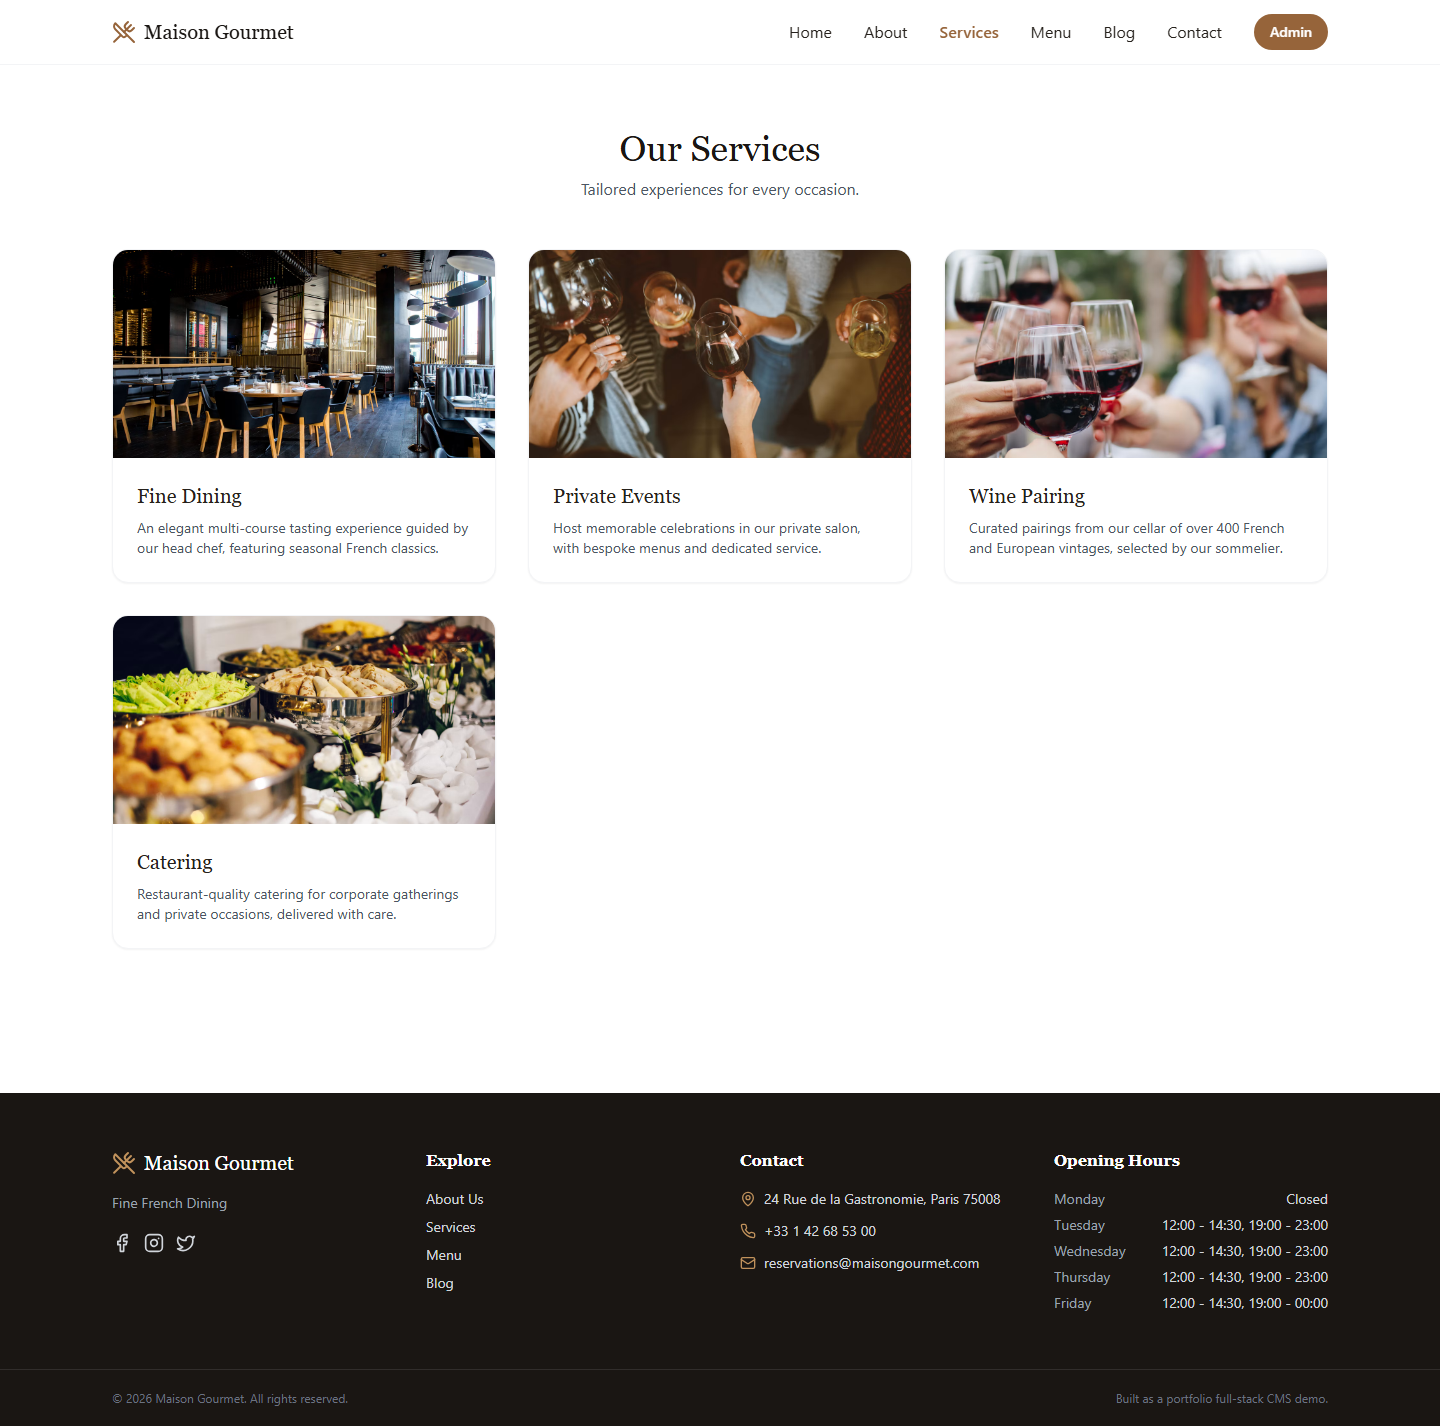 Maison Gourmet
Home
About
Services
Menu
Blog
Contact
Admin
Our Services
Tailored experiences for every occasion.
Fine Dining
An elegant multi-course tasting experience guided by
our head chef, featuring seasonal French classics.
Private Events
Host memorable celebrations in our private salon,
with bespoke menus and dedicated service.
Wine Pairing
Curated pairings from our cellar of over 400 French
and European vintages, selected by our sommelier.
Catering
Restaurant-quality catering for corporate gatherings
and private occasions, delivered with care.
Maison Gourmet
Fine French Dining
Explore
About Us
Services
Menu
Blog
Contact
24 Rue de la Gastronomie, Paris 75008
+33 1 42 68 53 00
reservations@maisongourmet.com
Opening Hours
Monday Closed
Tuesday 12:00 - 14:30, 19:00 - 23:00
Wednesday 12:00 - 14:30, 19:00 - 23:00
Thursday 12:00 - 14:30, 19:00 - 23:00
Friday 12:00 - 14:30, 19:00 - 00:00
© 2026 Maison Gourmet. All rights reserved.
Built as a portfolio full-stack CMS demo.